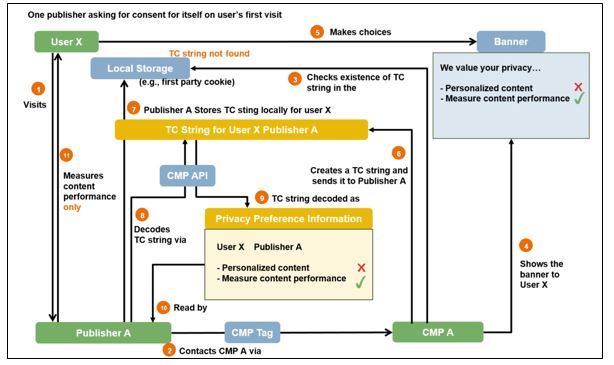 One publisher asking for consent for itself on user's first visit
5 Makes choices
User X
Banner
TC string not found
Local Storage
(e.g., first party cookie)
3 Checks existence of TC
string in the
We value your privacy…
- Personalized content
- Measure content performance
1
Visits
7 Publisher A Stores TC sting locally for user X
TC String for User X Publisher A
11
Measures
content
performance
only
CMP API
6
Creates a TC string and
sends it to Publisher A
8
Decodes
TC string via
9 TC string decoded as
Privacy Preference Information
User X Publisher A
- Personalized content
- Measure content performance
4
Shows the
banner to
User X
10 Read by
Publisher A
CMP Tag
CMP A
2 Contacts CMP A via